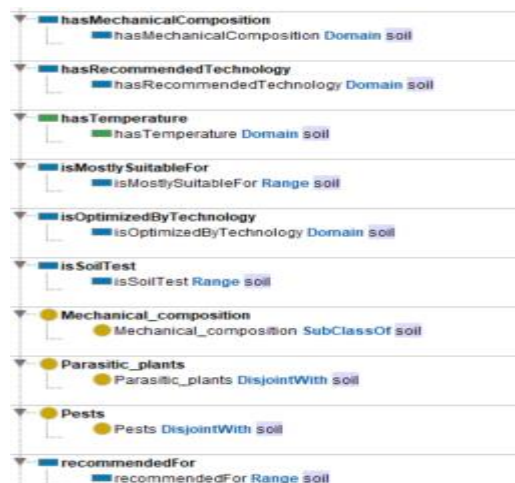 hasMechanicalComposition
hasMechanicalComposition Domain soil
hasRecommendedTechnology
hasRecommendedTechnology Domain soil
hasTemperature
hasTemperature Domain soil
isMostlySuitableFor
isMostlySuitableFor Range soil
isOptimizedByTechnology
isOptimizedByTechnology Domain soil
isSoilTest
isSoilTest Range soil
Mechanical_composition
Mechanical_composition SubClassOf soil
Parasitic_plants
Parasitic_plants DisjointWith soil
Pests
Pests DisjointWith soil
recommendedFor
recommendedFor Range soil